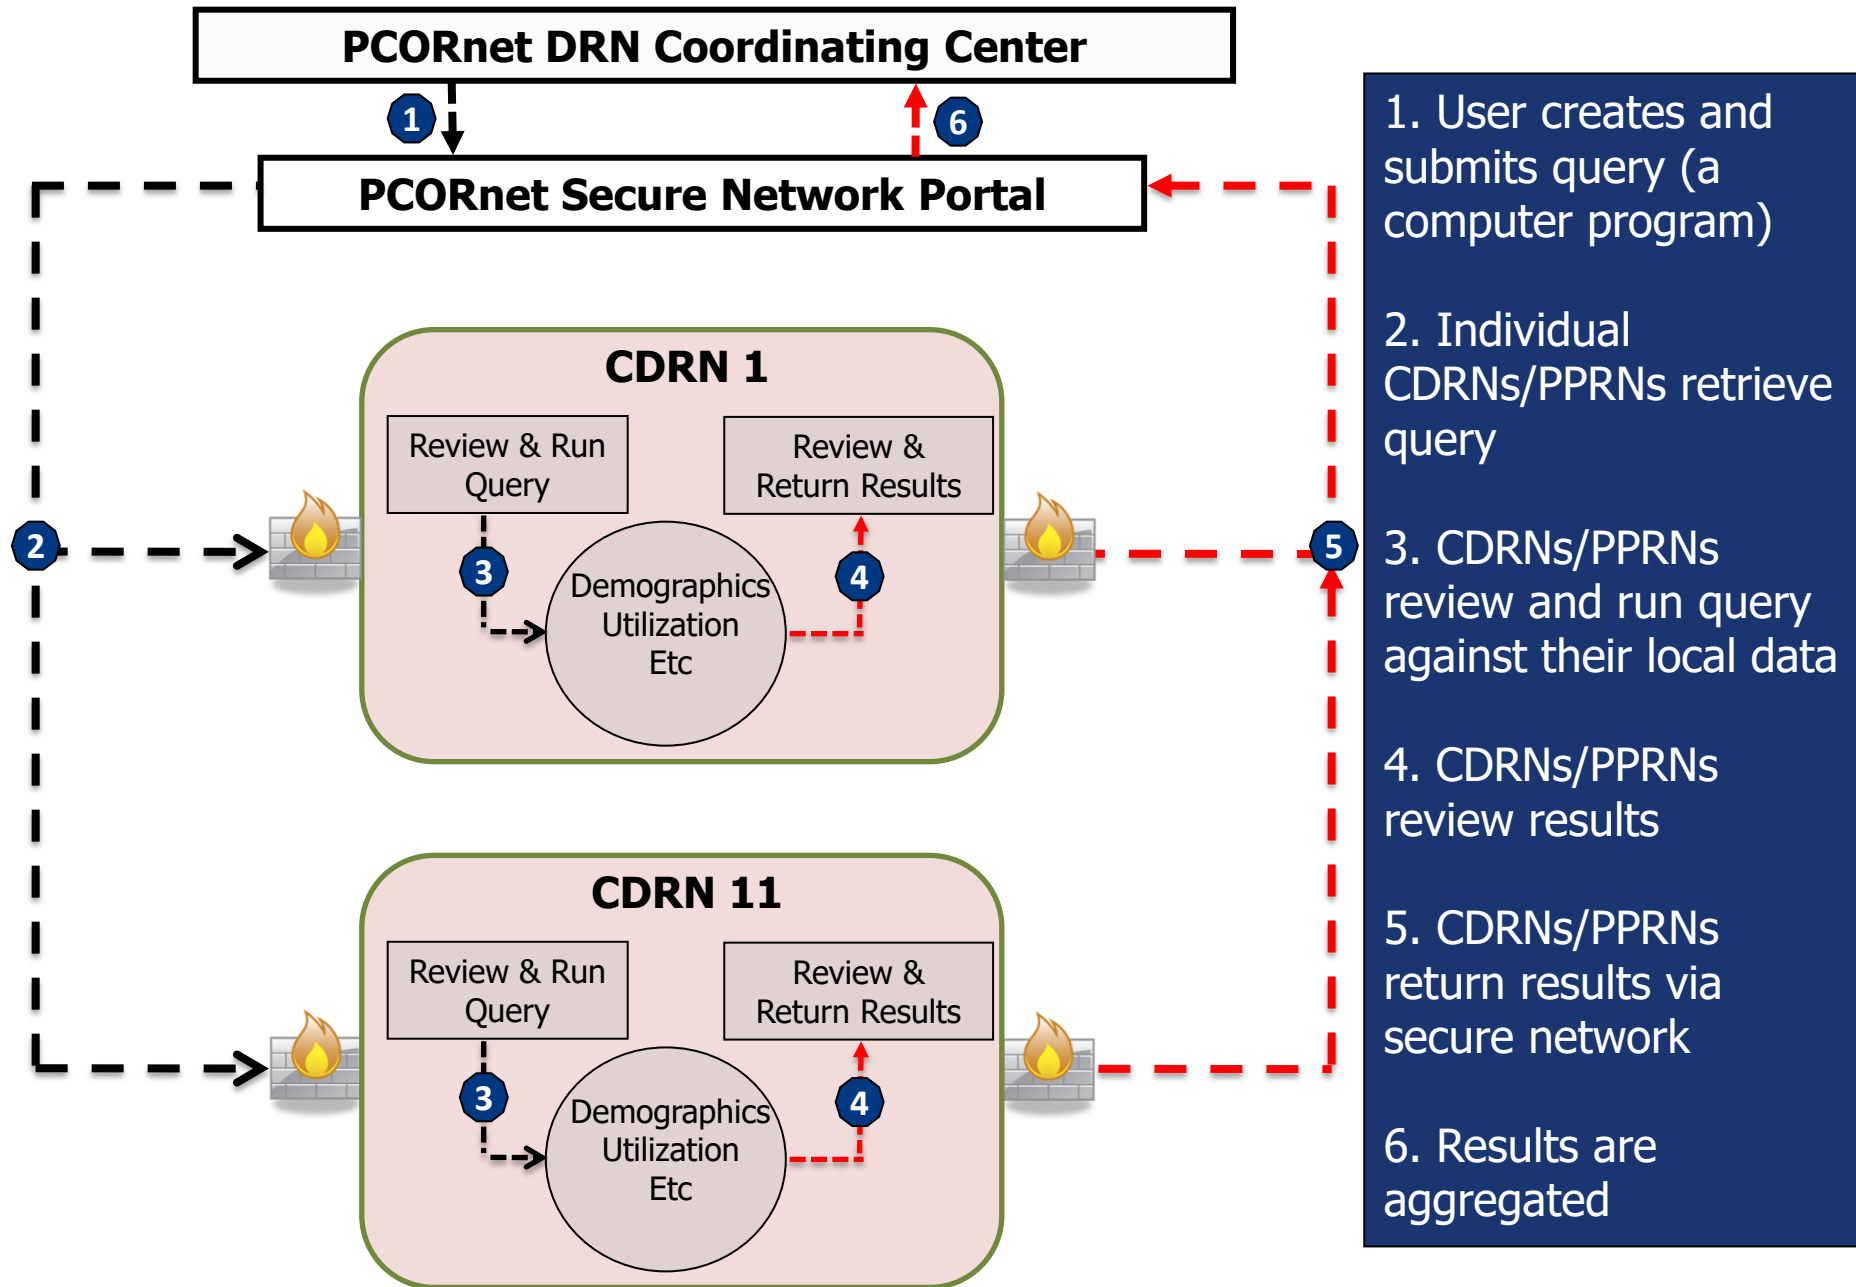 PCORnet DRN Coordinating Center
1
6
PCORnet Secure Network Portal
2
CDRN 1
Review & Run
Query
Review &
Return Results
3
4
Demographics
Utilization
Etc
5
CDRN 11
Review & Run
Query
Review &
Return Results
3
4
Demographics
Utilization
Etc
1. User creates and
submits query (a
computer program)
2. Individual
CDRNs/PPRNs retrieve
query
3. CDRNs/PPRNs
review and run query
against their local data
4. CDRNs/PPRNs
review results
5. CDRNs/PPRNs
return results via
secure network
6. Results are
aggregated